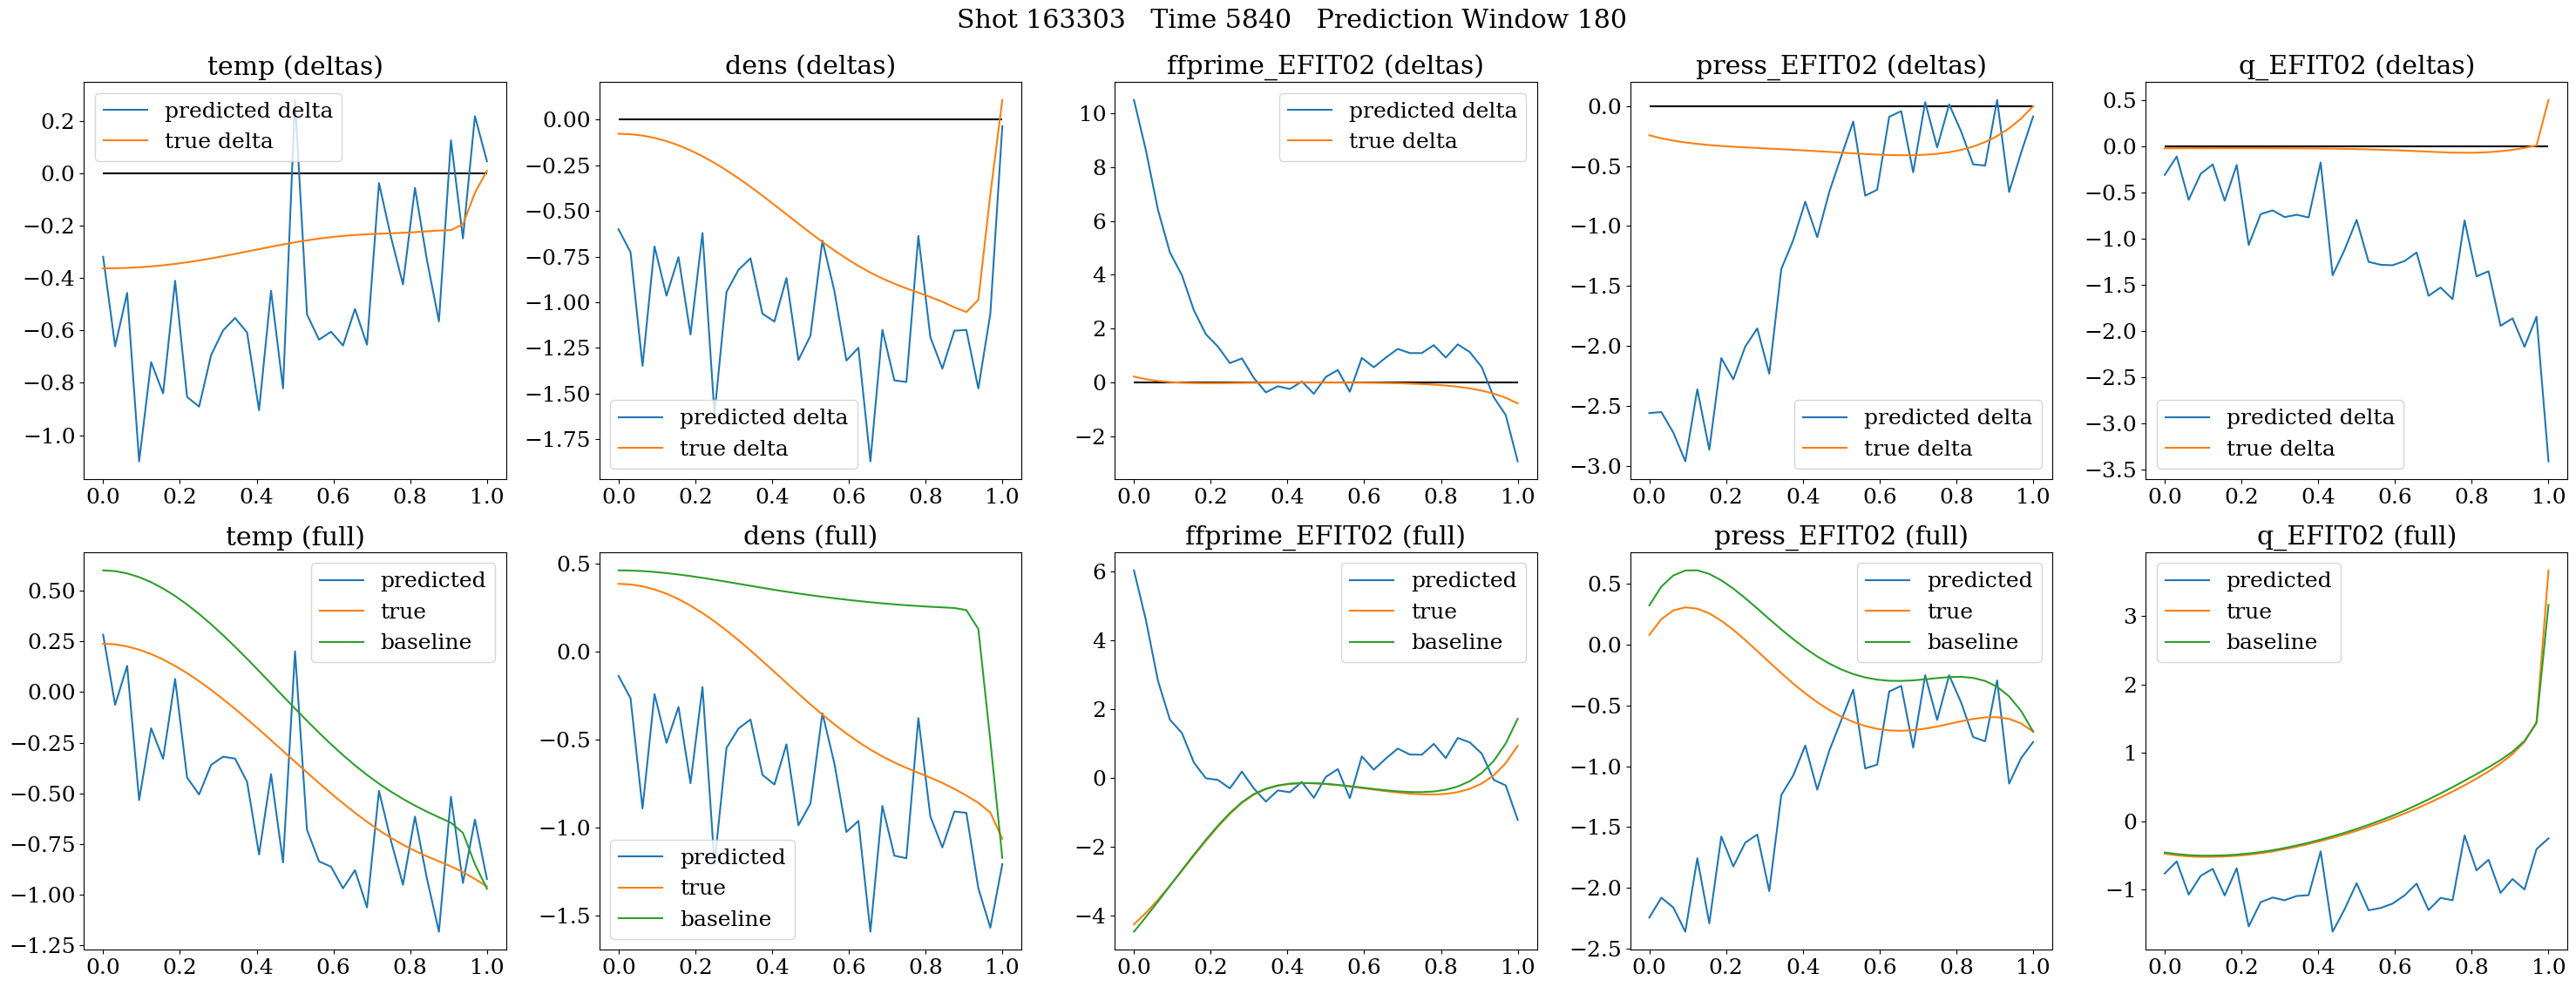 Shot 163303   Time 5840   Prediction Window 180
temp (deltas)
predicted delta
true delta
0.2
0.0
−0.2
−0.4
−0.6
−0.8
−1.0
0.0 0.2 0.4 0.6 0.8 1.0
dens (deltas)
0.00
−0.25
−0.50
−0.75
−1.00
−1.25
−1.50
−1.75
predicted delta
true delta
0.0 0.2 0.4 0.6 0.8 1.0
ffprime_EFIT02 (deltas)
predicted delta
true delta
10
8
6
4
2
0
−2
0.0 0.2 0.4 0.6 0.8 1.0
press_EFIT02 (deltas)
0.0
−0.5
−1.0
−1.5
−2.0
−2.5
−3.0
predicted delta
true delta
0.0 0.2 0.4 0.6 0.8 1.0
q_EFIT02 (deltas)
0.5
0.0
−0.5
−1.0
−1.5
−2.0
−2.5
−3.0
−3.5
predicted delta
true delta
0.0 0.2 0.4 0.6 0.8 1.0
temp (full)
predicted
true
baseline
0.50
0.25
0.00
−0.25
−0.50
−0.75
−1.00
−1.25
0.0 0.2 0.4 0.6 0.8 1.0
dens (full)
0.5
0.0
−0.5
−1.0
−1.5
predicted
true
baseline
0.0 0.2 0.4 0.6 0.8 1.0
ffprime_EFIT02 (full)
predicted
true
baseline
6
4
2
0
−2
−4
0.0 0.2 0.4 0.6 0.8 1.0
press_EFIT02 (full)
predicted
true
baseline
0.5
0.0
−0.5
−1.0
−1.5
−2.0
−2.5
0.0 0.2 0.4 0.6 0.8 1.0
q_EFIT02 (full)
predicted
true
baseline
3
2
1
0
−1
0.0 0.2 0.4 0.6 0.8 1.0